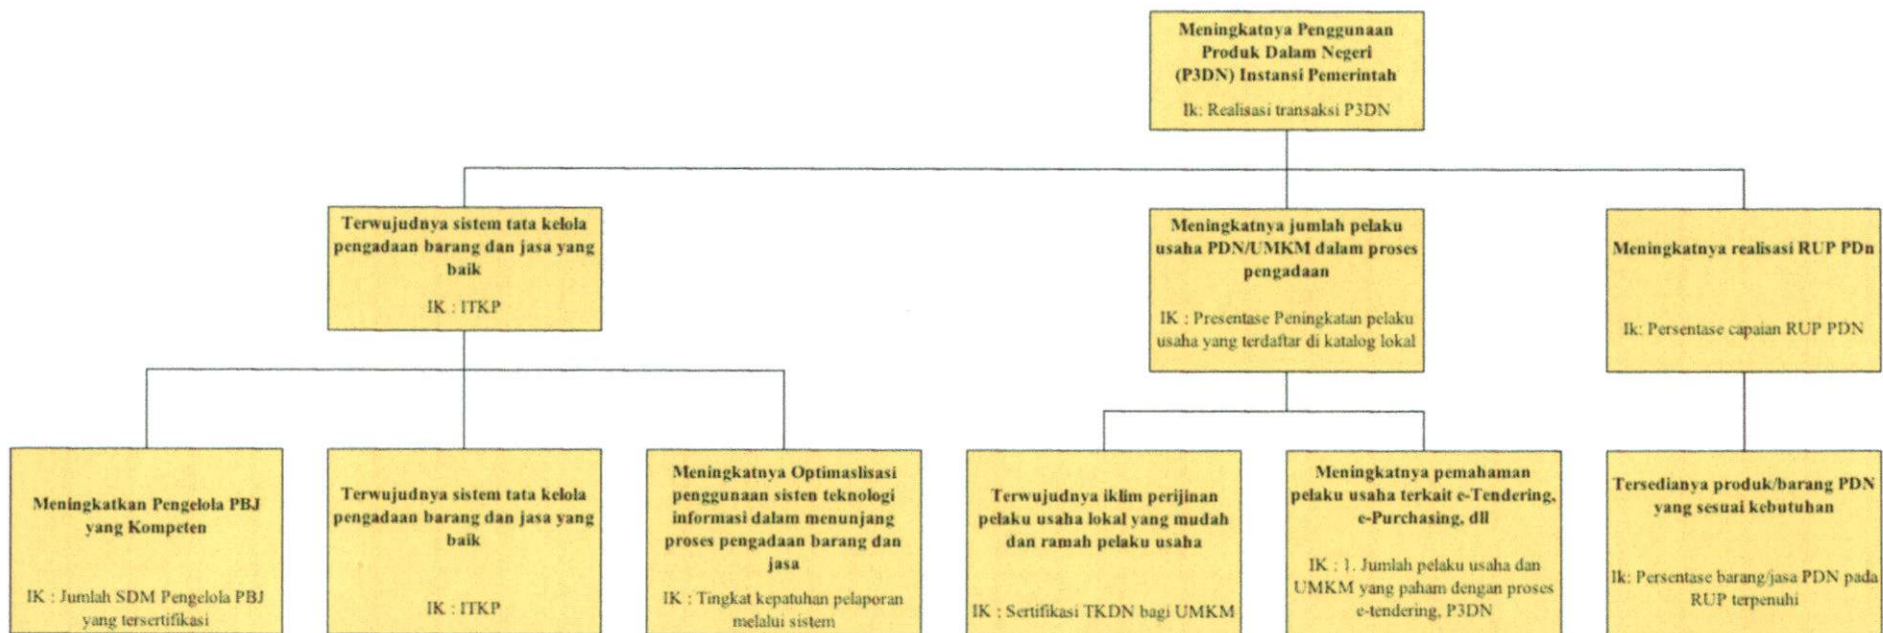 Meningkatnya Penggunaan
Produk Dalam Negeri
(P3DN) Instansi Pemerintah
Ik: Realisasi transaksi P3DN
Terwujudnya sistem tata kelola
pengadaan barang dan jasa yang
baik
IK : ITKP
Meningkatnya jumlah pelaku
usaha PDN/UMKM dalam proses
pengadaan
IK : Presentase Peningkatan pelaku
usaha yang terdaftar di katalog lokal
Meningkatnya realisasi RUP PDn
Ik: Persentase capaian RUP PDN
Meningkatkan Pengelola PBJ
yang Kompeten
IK : Jumlah SDM Pengelola PBJ
yang tersertifikasi
Terwujudnya sistem tata kelola
pengadaan barang dan jasa yang
baik
IK : ITKP
Meningkatnya Optimaslisasi
penggunaan sisten teknologi
informasi dalam menunjang
proses pengadaan barang dan
jasa
IK : Tingkat kepatuhan pelaporan
melalui sistem
Terwujudnya iklim perijinan
pelaku usaha lokal yang mudah
dan ramah pelaku usaha
IK : Sertifikasi TKDN bagi UMKM
Meningkatnya pemahaman
pelaku usaha terkait e-Tendering,
e-Purchasing, dll
IK : 1. Jumlah pelaku usaha dan
UMKM yang paham dengan proses
e-tendering, P3DN
Tersedianya produk/barang PDN
yang sesuai kebutuhan
Ik: Persentase barang/jasa PDN pada
RUP terpenuhi